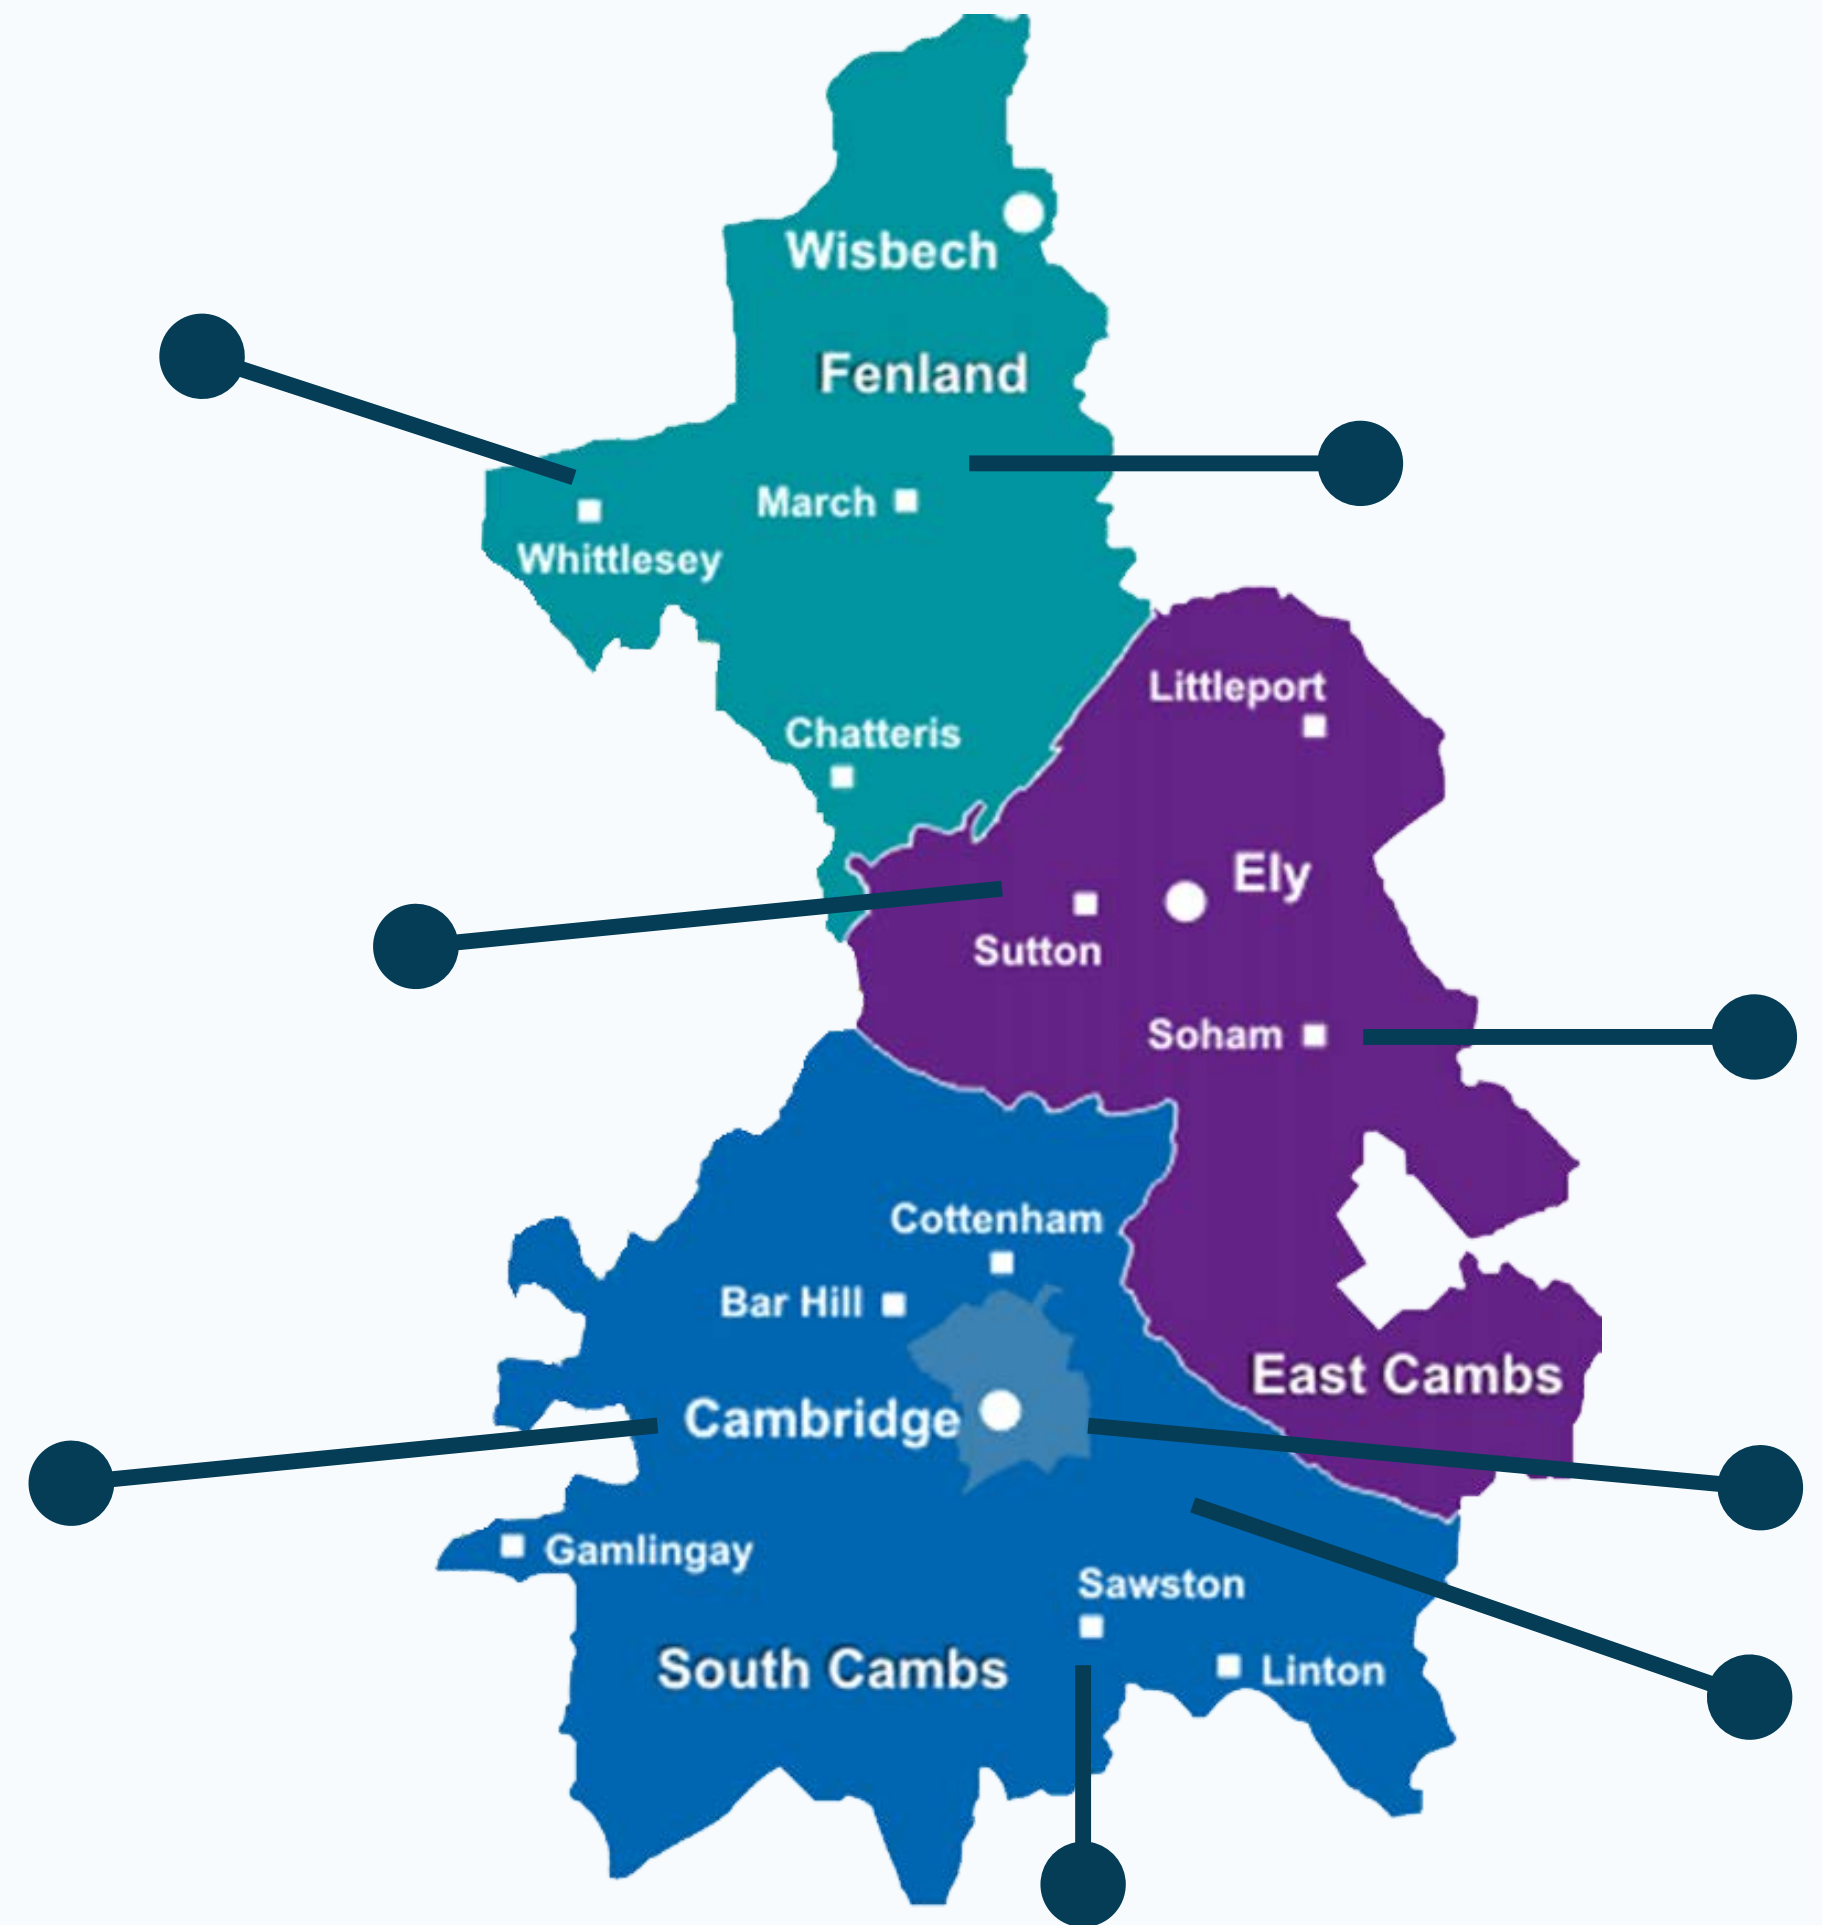 Wisbech
Fenland
March
Whittlesey
Littleport
Chatteris
Ely
Sutton
Soham
Cottenham
Bar Hill
East Cambs
Cambridge
Gamlingay
Sawston
South Cambs
Linton